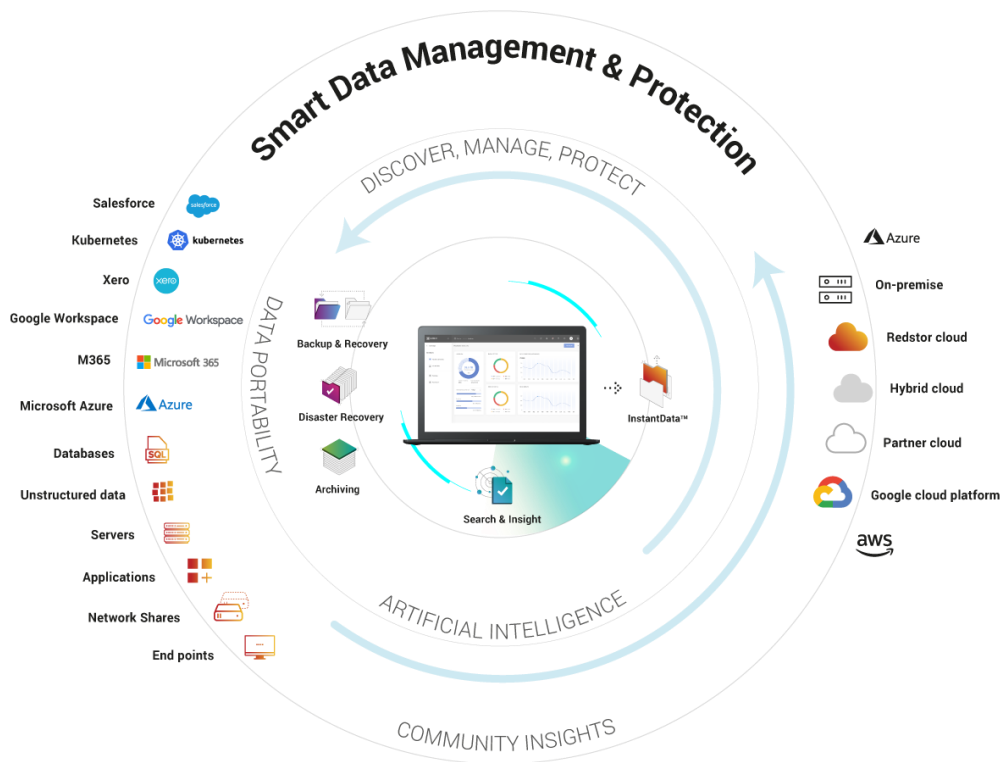 Smart Data Management & Protection
DISCOVER, MANAGE, PROTECT
DATA PORTABILITY
ARTIFICIAL INTELLIGENCE
COMMUNITY INSIGHTS
Salesforce
salesforce
Kubernetes
kubernetes
Xero
xero
Google Workspace
Google Workspace
M365
Microsoft 365
Microsoft Azure
Azure
Databases
SQL
Unstructured data
Servers
Applications
Network Shares
End points
Backup & Recovery
Disaster Recovery
Archiving
Search & Insight
InstantData™
Azure
On-premise
Redstor cloud
Hybrid cloud
Partner cloud
Google cloud platform
aws